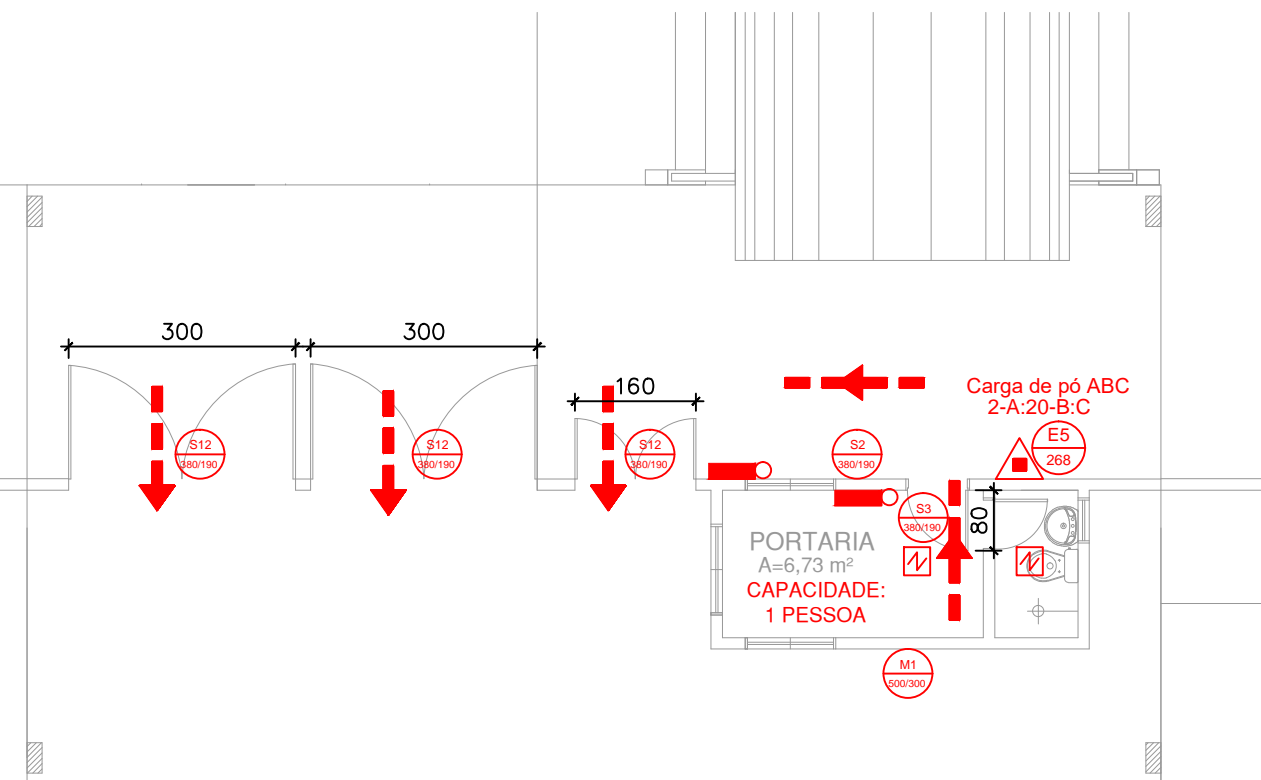 300
300
160
Carga de pó ABC
2-A:20-B:C
E5
268
S12
380/190
S12
380/190
S12
380/190
S2
380/190
S3
380/190
80
PORTARIA
A=6,73 m²
CAPACIDADE:
1 PESSOA
M1
500/300